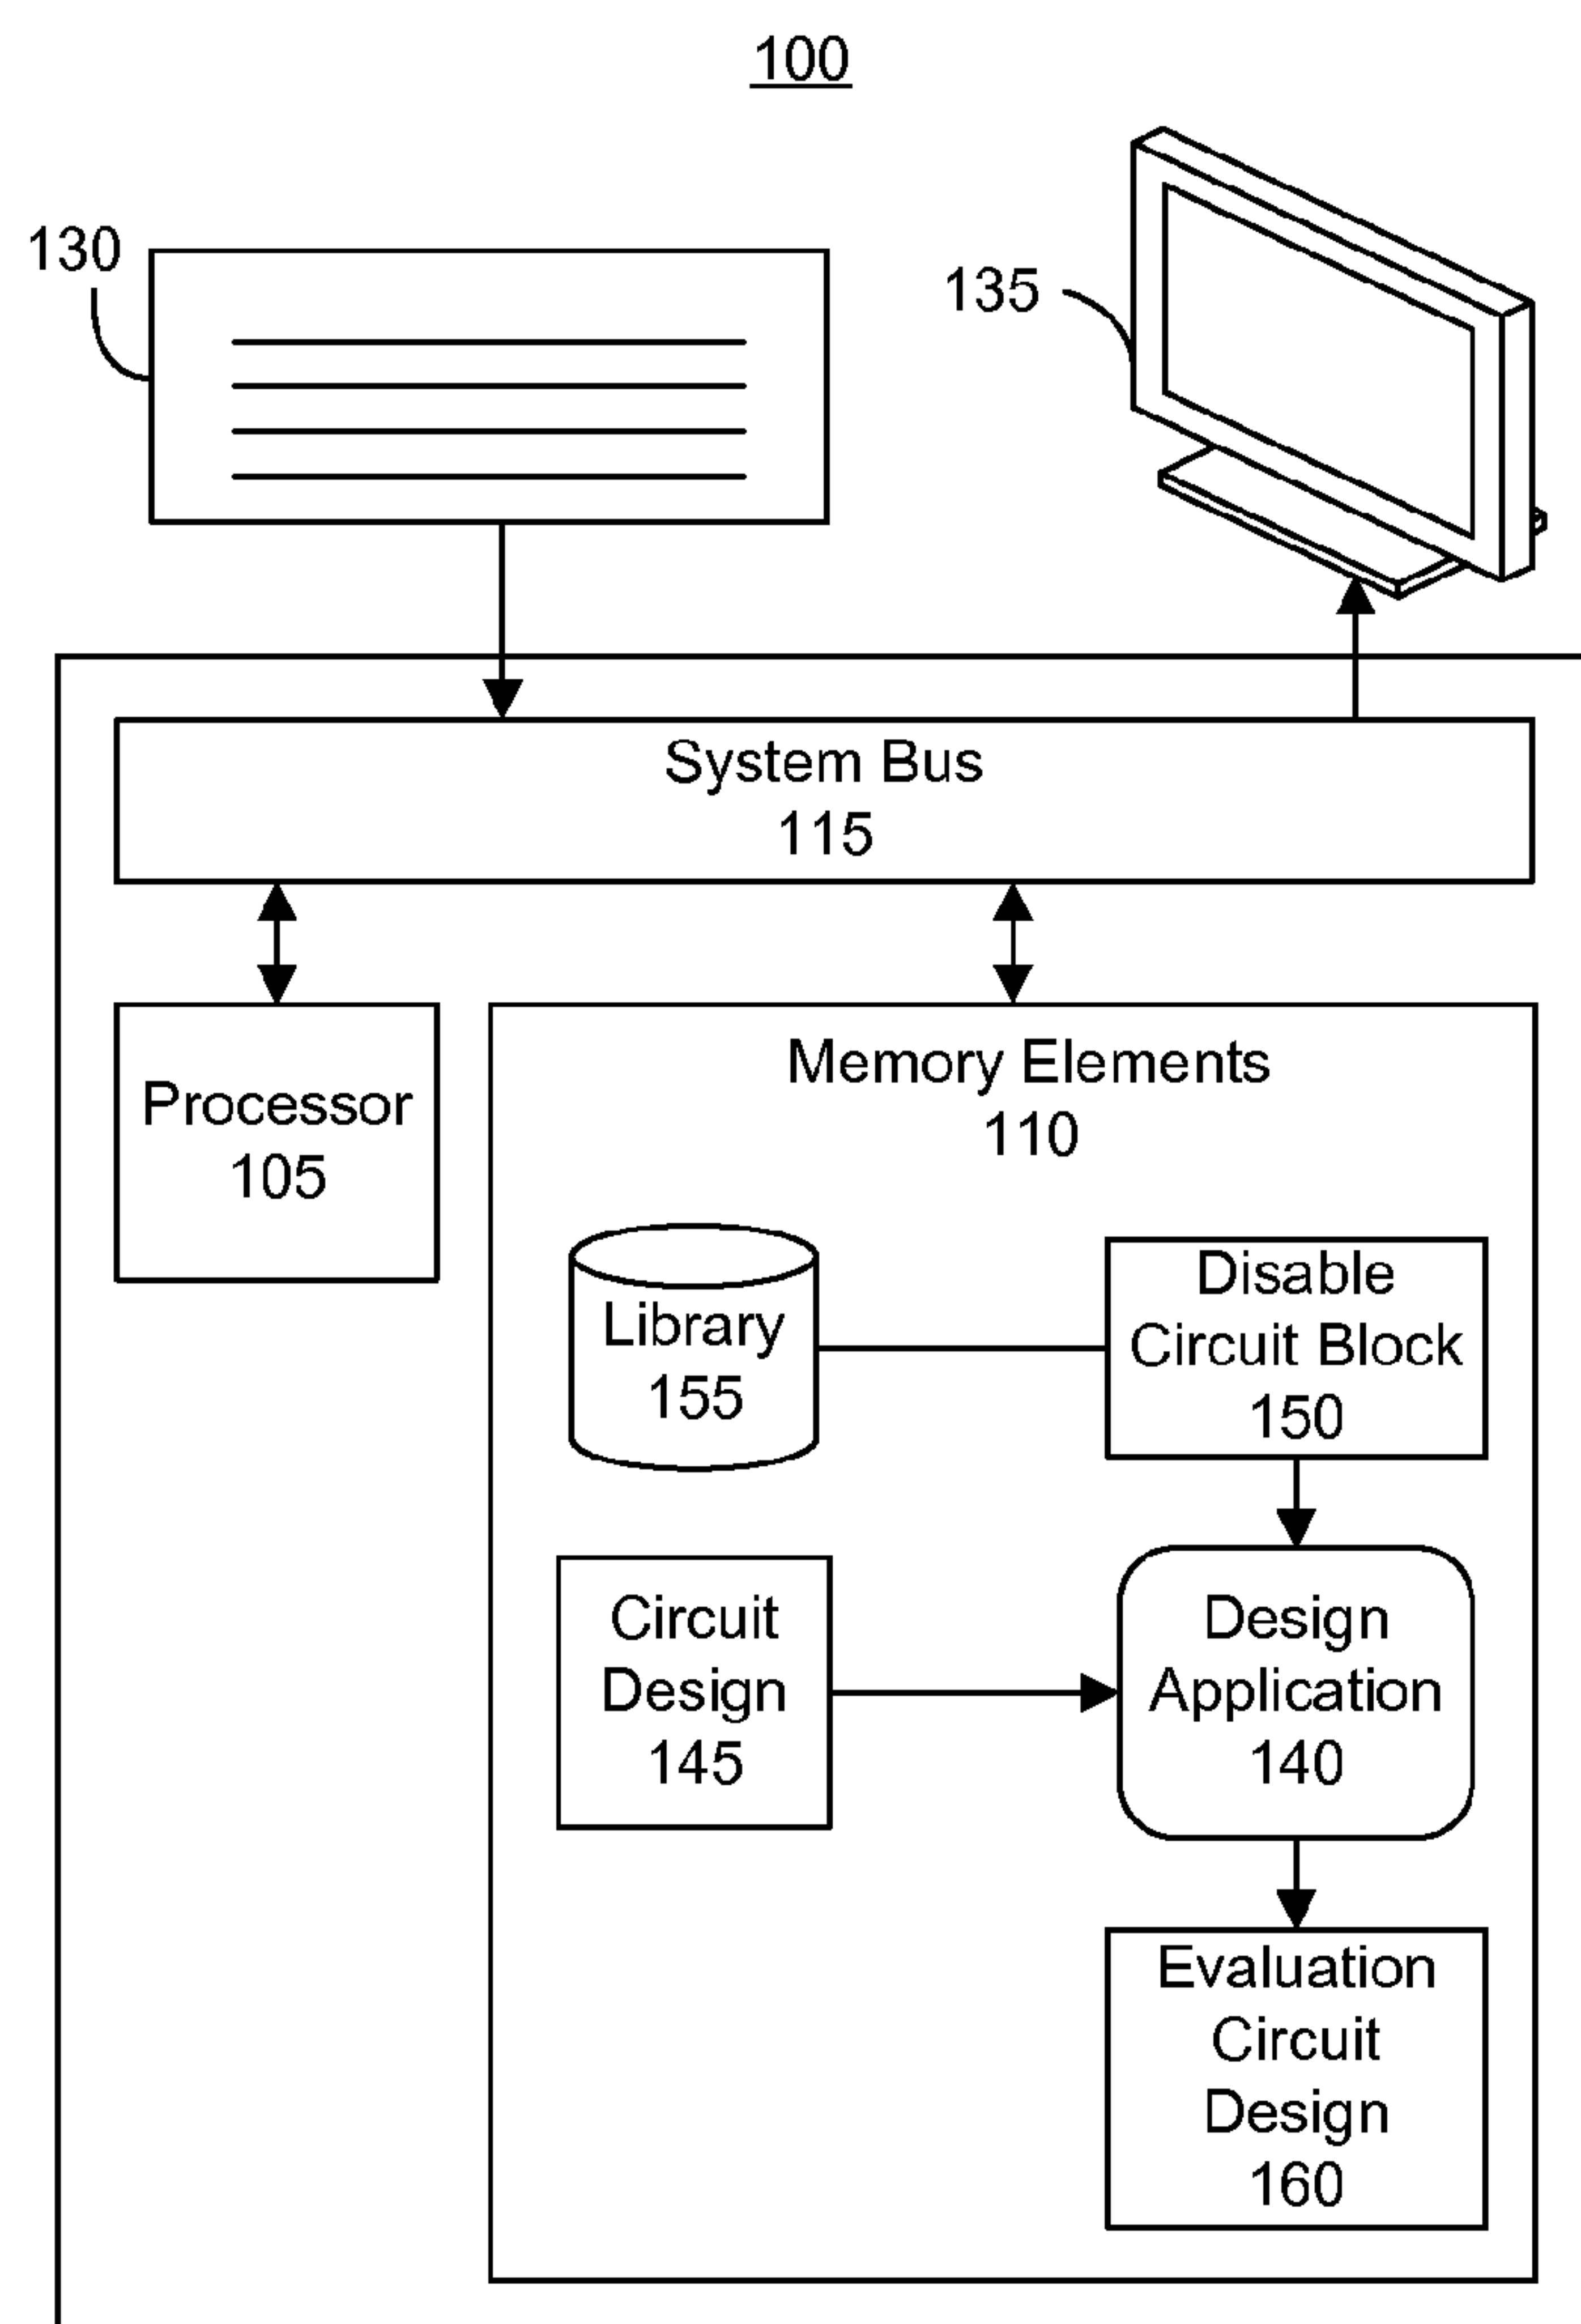 100
130
135
System Bus
115
Processor
105
Memory Elements
110
Library
155
Disable
Circuit Block
150
Circuit
Design
145
Design
Application
140
Evaluation
Circuit
Design
160